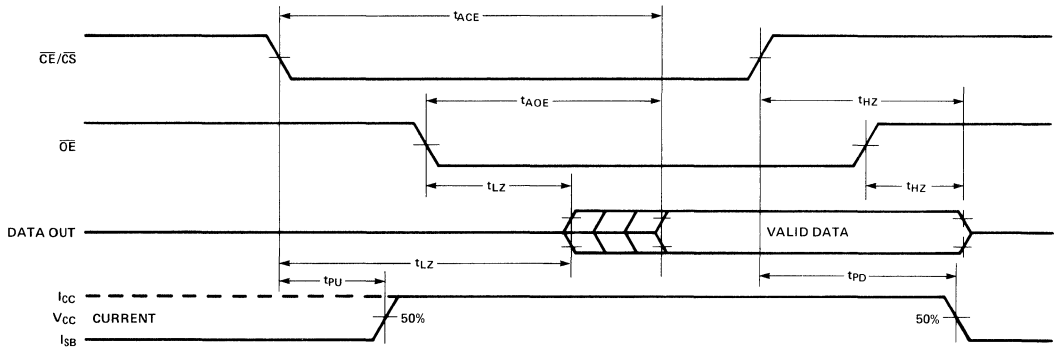 tACE
CE/CS
tAOE
tHZ
OE
tLZ
tHZ
DATA OUT
VALID DATA
tLZ
tPU
tPD
ICC
VCC CURRENT
50%
50%
ISB